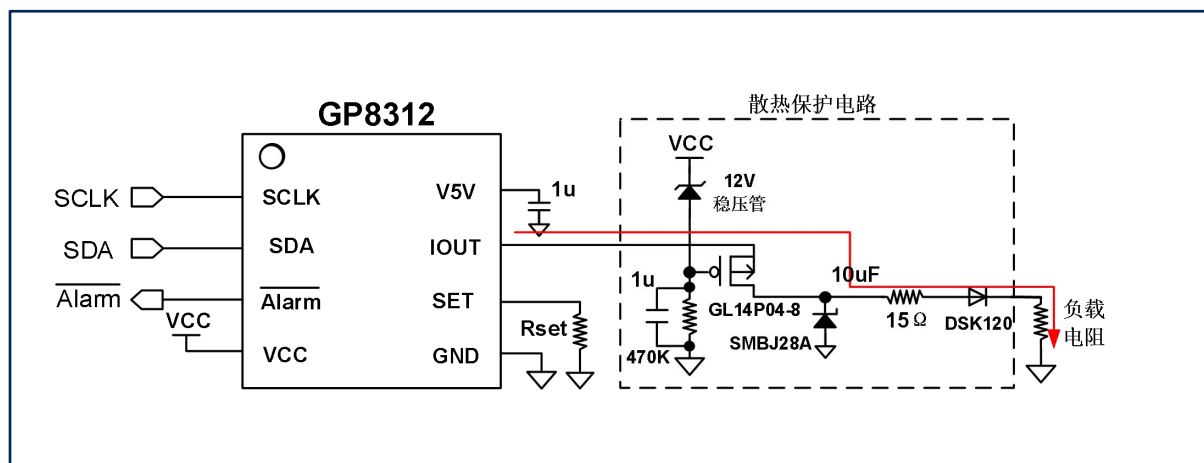 散热保护电路
GP8312
VCC
SCLK
SCLK
V5V
1u
12V
稳压管
SDA
SDA
IOUT
Alarm
Alarm
1u
10uF
VCC
SET
Rset
GL14P04-8
15Ω
DSK120
负载
电阻
VCC
GND
470K
SMBJ28A